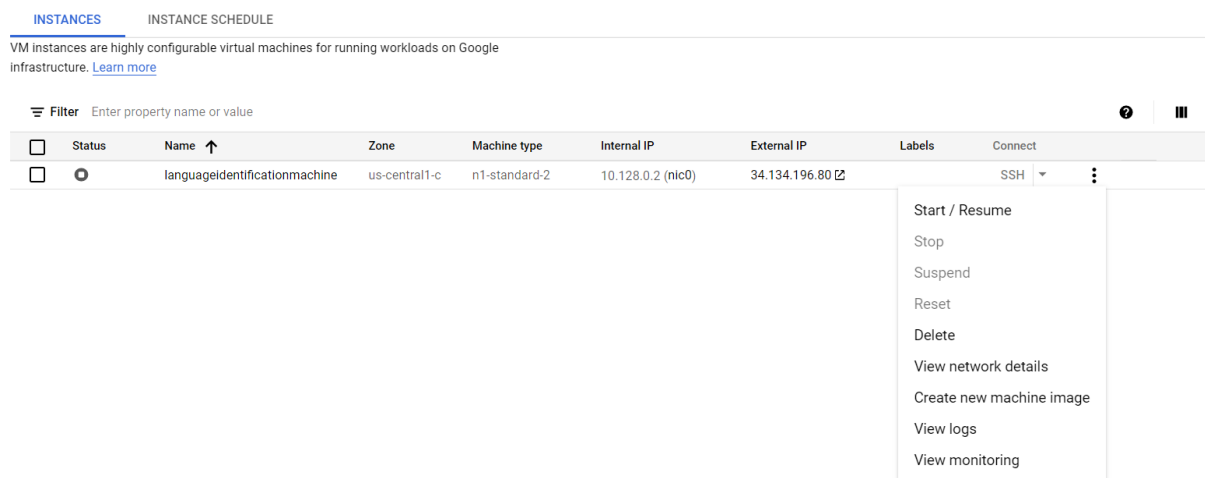 INSTANCES INSTANCE SCHEDULE
VM instances are highly configurable virtual machines for running workloads on Google
infrastructure. Learn more
Filter Enter property name or value
Status Name Zone Machine type Internal IP External IP Labels Connect
languageidentificationmachine us-central1-c n1-standard-2 10.128.0.2 (nic0) 34.134.196.80 SSH
Start / Resume
Stop
Suspend
Reset
Delete
View network details
Create new machine image
View logs
View monitoring